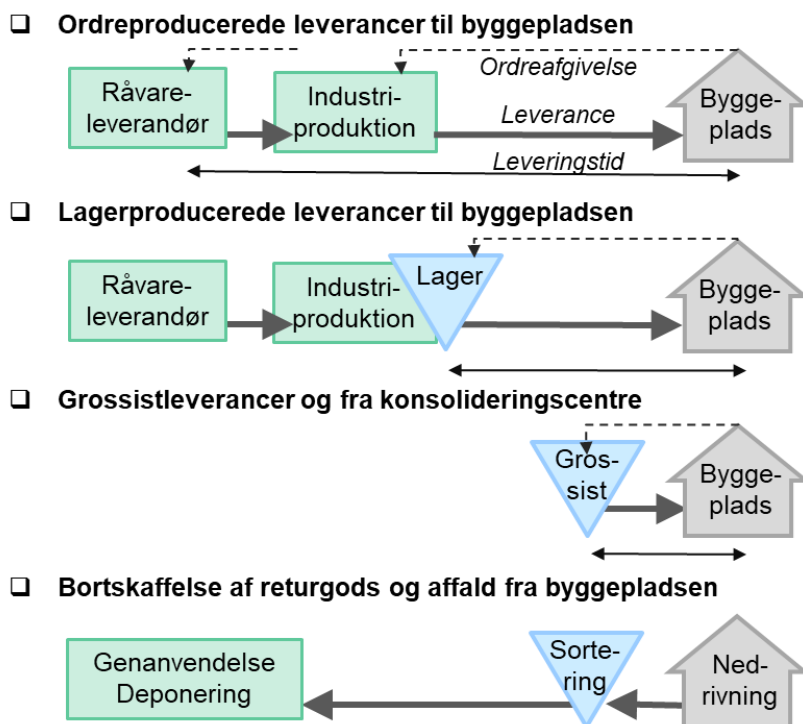 Ordreproducerede leverancer til byggepladsen
Råvare-
leverandør
Industri-
produktion
Ordreafgivelse
Leverance
Leveringstid
Bygge-
plads
Lagerproducerede leverancer til byggepladsen
Råvare-
leverandør
Industri-
produktion
Lager
Bygge-
plads
Grossistleverancer og fra konsolideringscentre
Gros-
sist
Bygge-
plads
Bortskaffelse af returgods og affald fra byggepladsen
Genanvendelse
Deponering
Sorte-
ring
Ned-
rivning